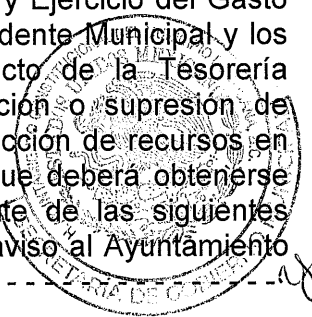 y Ejercicio del Gasto
dente Municipal y los
cto de la Tesorería
ción o supresión de
cción de recursos en
ue deberá obtenerse
te de las siguientes
aviso al Ayuntamiento
- - - - - - - - - - - - - -